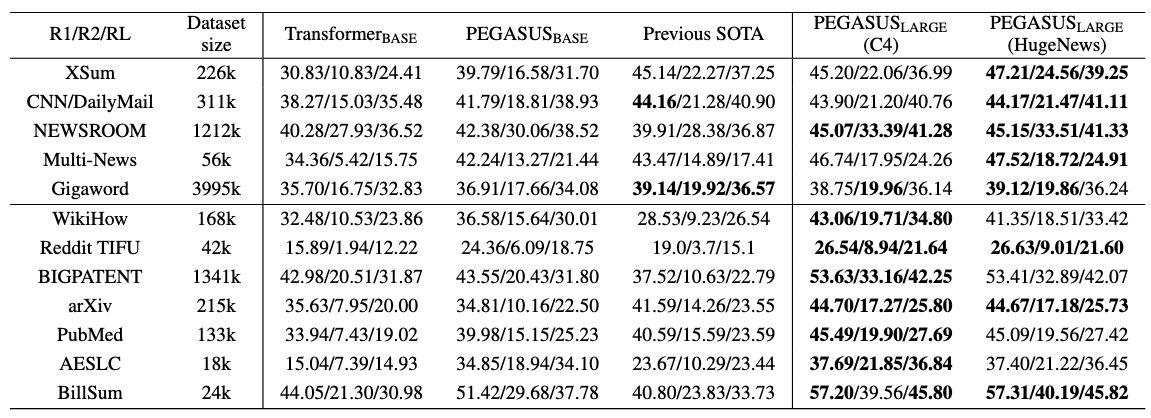 R1/R2/RL Dataset size Transformer_BASE PEGASUS_BASE Previous SOTA PEGASUS_LARGE (C4) PEGASUS_LARGE (HugeNews)
XSum 226k 30.83/10.83/24.41 39.79/16.58/31.70 45.14/22.27/37.25 45.20/22.06/36.99 47.21/24.56/39.25
CNN/DailyMail 311k 38.27/15.03/35.48 41.79/18.81/38.93 44.16/21.28/40.90 43.90/21.20/40.76 44.17/21.47/41.11
NEWSROOM 1212k 40.28/27.93/36.52 42.38/30.06/38.52 39.91/28.38/36.87 45.07/33.39/41.28 45.15/33.51/41.33
Multi-News 56k 34.36/5.42/15.75 42.24/13.27/21.44 43.47/14.89/17.41 46.74/17.95/24.26 47.52/18.72/24.91
Gigaword 3995k 35.70/16.75/32.83 36.91/17.66/34.08 39.14/19.92/36.57 38.75/19.96/36.14 39.12/19.86/36.24
WikiHow 168k 32.48/10.53/23.86 36.58/15.64/30.01 28.53/9.23/26.54 43.06/19.71/34.80 41.35/18.51/33.42
Reddit TIFU 42k 15.89/1.94/12.22 24.36/6.09/18.75 19.0/3.7/15.1 26.54/8.94/21.64 26.63/9.01/21.60
BIGPATENT 1341k 42.98/20.51/31.87 43.55/20.43/31.80 37.52/10.63/22.79 53.63/33.16/42.25 53.41/32.89/42.07
arXiv 215k 35.63/7.95/20.00 34.81/10.16/22.50 41.59/14.26/23.55 44.70/17.27/25.80 44.67/17.18/25.73
PubMed 133k 33.94/7.43/19.02 39.98/15.15/25.23 40.59/15.59/23.59 45.49/19.90/27.69 45.09/19.56/27.42
AESLC 18k 15.04/7.39/14.93 34.85/18.94/34.10 23.67/10.29/23.44 37.69/21.85/36.84 37.40/21.22/36.45
BillSum 24k 44.05/21.30/30.98 51.42/29.68/37.78 40.80/23.83/33.73 57.20/39.56/45.80 57.31/40.19/45.82